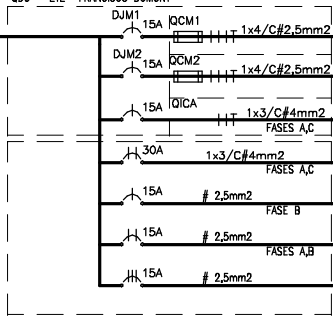 DJM1 15A QCM1 1x4/C#2,5mm2
DJM2 15A QCM2 1x4/C#2,5mm2
15A QICA 1x3/C#4mm2
FASES A,C
30A 1x3/C#4mm2
FASES A,C
15A # 2,5mm2
FASE B
15A # 2,5mm2
FASES A,B
15A # 2,5mm2